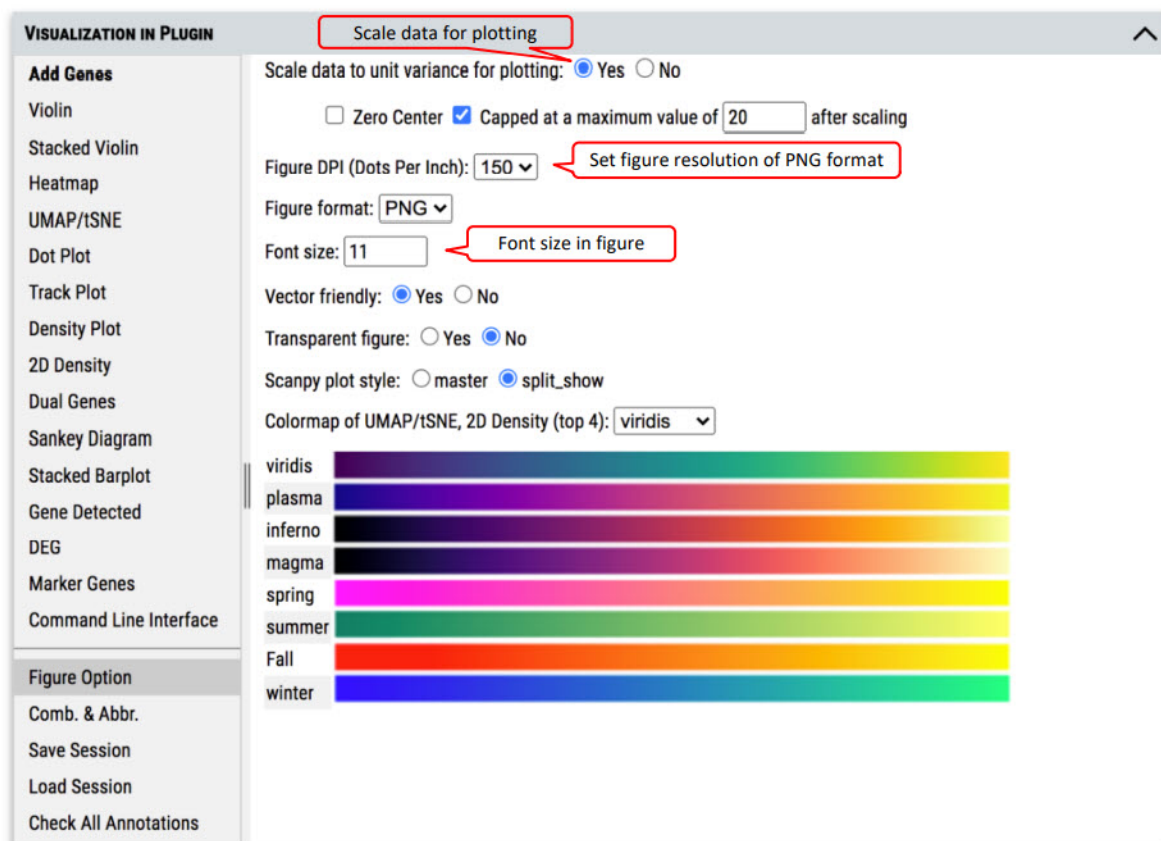 VISUALIZATION IN PLUGIN
Scale data for plotting
Add Genes
Violin
Stacked Violin
Heatmap
UMAP/tSNE
Dot Plot
Track Plot
Density Plot
2D Density
Dual Genes
Sankey Diagram
Stacked Barplot
Gene Detected
DEG
Marker Genes
Command Line Interface
Figure Option
Comb. & Abbr.
Save Session
Load Session
Check All Annotations
Scale data to unit variance for plotting: Yes No
Zero Center Capped at a maximum value of 20 after scaling
Figure DPI (Dots Per Inch): 150
Set figure resolution of PNG format
Figure format: PNG
Font size: 11
Font size in figure
Vector friendly: Yes No
Transparent figure: Yes No
Scanpy plot style: master split_show
Colormap of UMAP/tSNE, 2D Density (top 4): viridis
viridis
plasma
inferno
magma
spring
summer
Fall
winter